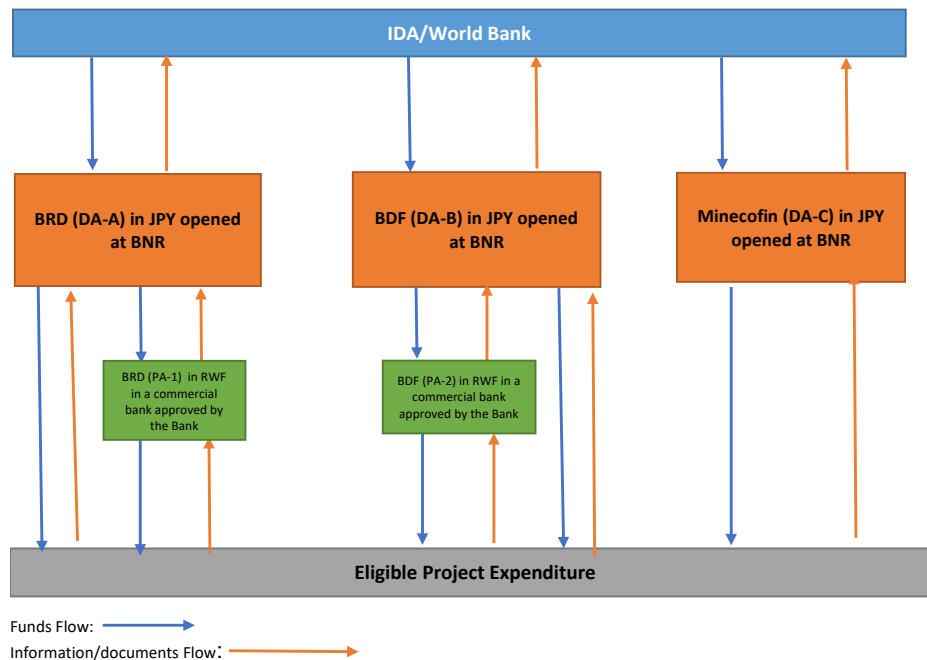 IDA/World Bank
BRD (DA-A) in JPY opened
at BNR
BDF (DA-B) in JPY opened
at BNR
Minecofin (DA-C) in JPY
opened at BNR
BRD (PA-1) in RWF
in a commercial
bank approved by
the Bank
BDF (PA-2) in RWF in a
commercial bank
approved by the Bank
Eligible Project Expenditure
Funds Flow:
Information/documents Flow: